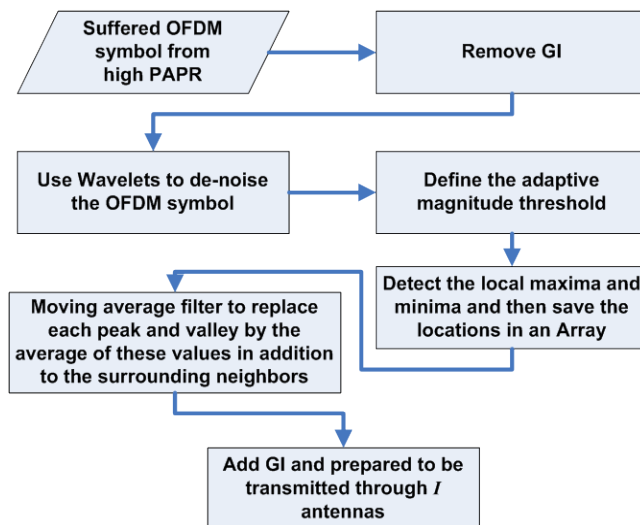 Suffered OFDM
symbol from
high PAPR
Remove GI
Use Wavelets to de-noise
the OFDM symbol
Define the adaptive
magnitude threshold
Detect the local maxima and
minima and then save the
locations in an Array
Moving average filter to replace
each peak and valley by the
average of these values in addition
to the surrounding neighbors
Add GI and prepared to be
transmitted through I
antennas